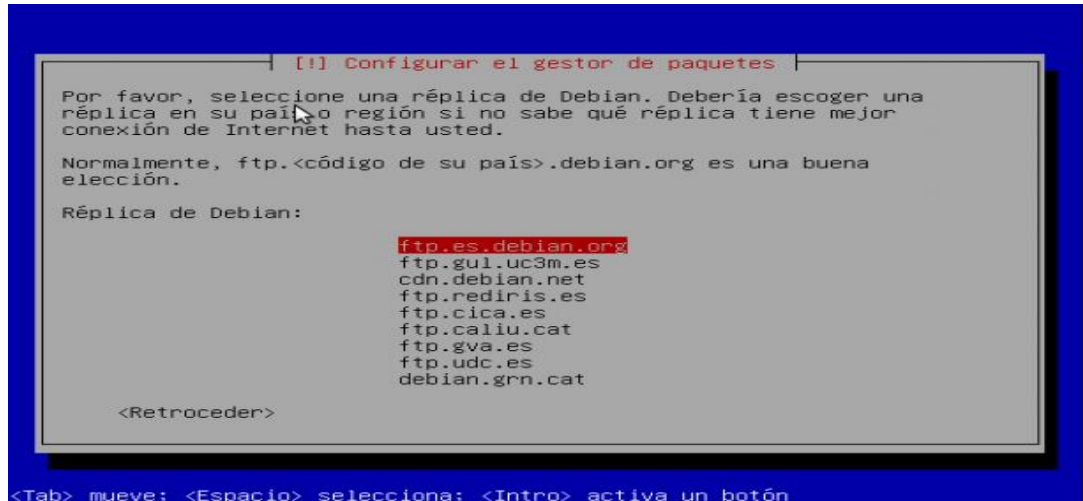 [!] Configurar el gestor de paquetes
Por favor, seleccione una réplica de Debian. Debería escoger una
réplica en su país o región si no sabe qué réplica tiene mejor
conexión de Internet hasta usted.
Normalmente, ftp.<código de su país>.debian.org es una buena
elección.
Réplica de Debian:
ftp.es.debian.org
ftp.gul.uc3m.es
cdn.debian.net
ftp.rediris.es
ftp.cica.es
ftp.caliu.cat
ftp.gva.es
ftp.udc.es
debian.grn.cat
<Retroceder>
<Tab> mueve; <Espacio> selecciona; <Intro> activa un botón